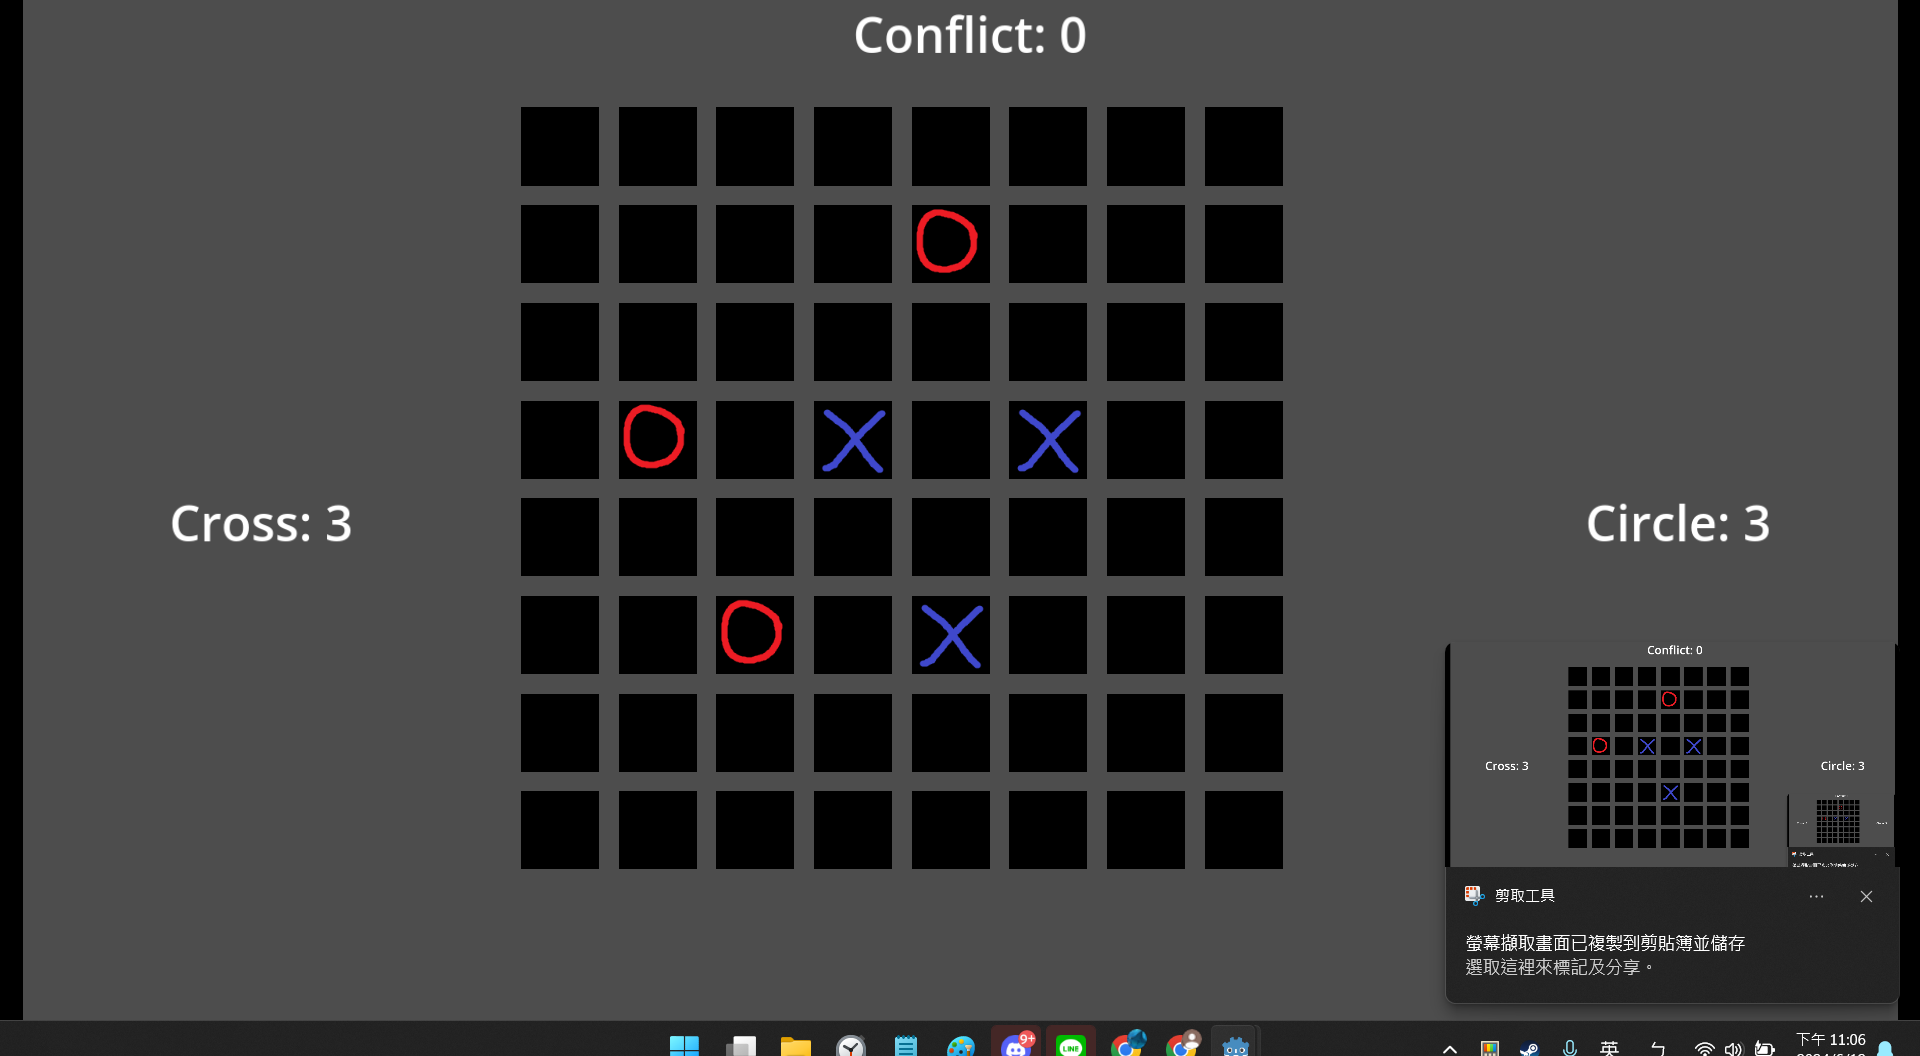 Conflict: 0
Cross: 3
Circle: 3
Conflict: 0
Cross: 3
Circle: 3
剪取工具
螢幕擷取畫面已複製到剪貼簿並儲存
選取這裡來標記及分享。
9+
LINE
英
ㄣ
下午 11:06